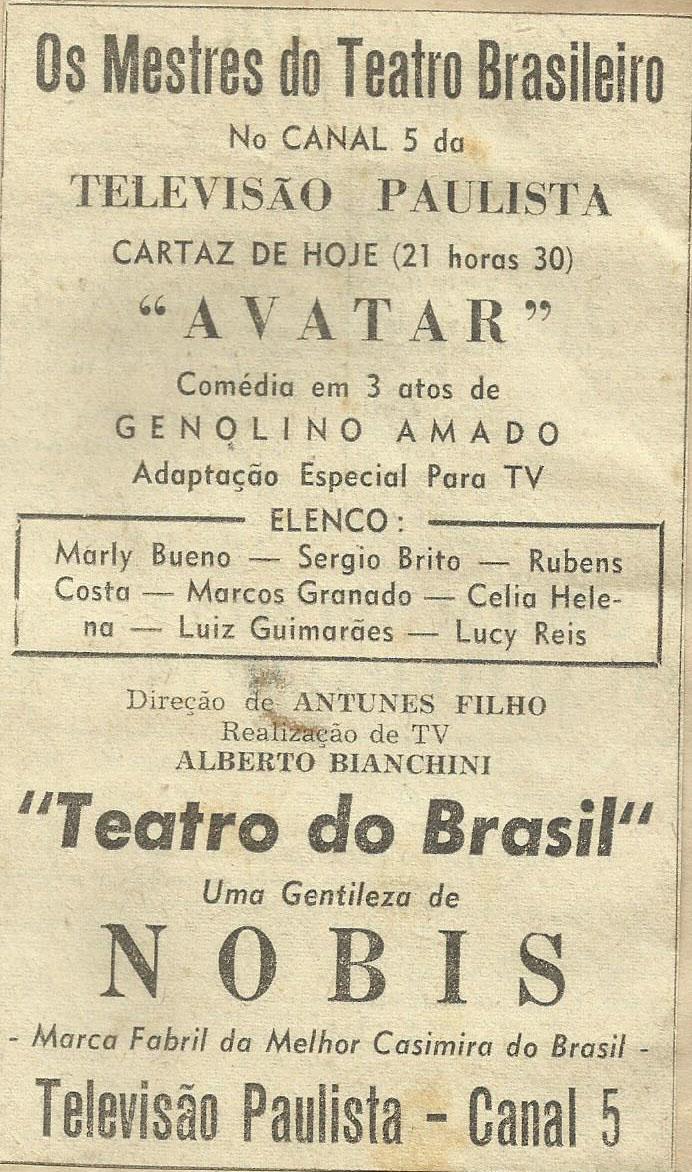 Os Mestres do Teatro Brasileiro
No CANAL 5 da
TELEVISÃO PAULISTA
CARTAZ DE HOJE (21 horas 30)
“AVATAR”
Comédia em 3 atos de
GENOLINO AMADO
Adaptação Especial Para TV
ELENCO:
Marly Bueno — Sergio Brito — Rubens
Costa — Marcos Granado — Celia Hele-
na — Luiz Guimarães — Lucy Reis
Direção de ANTUNES FILHO
Realização de TV
ALBERTO BIANCHINI
“Teatro do Brasil“
Uma Gentileza de
NOBIS
- Marca Fabril da Melhor Casimira do Brasil -
Televisão Paulista - Canal 5